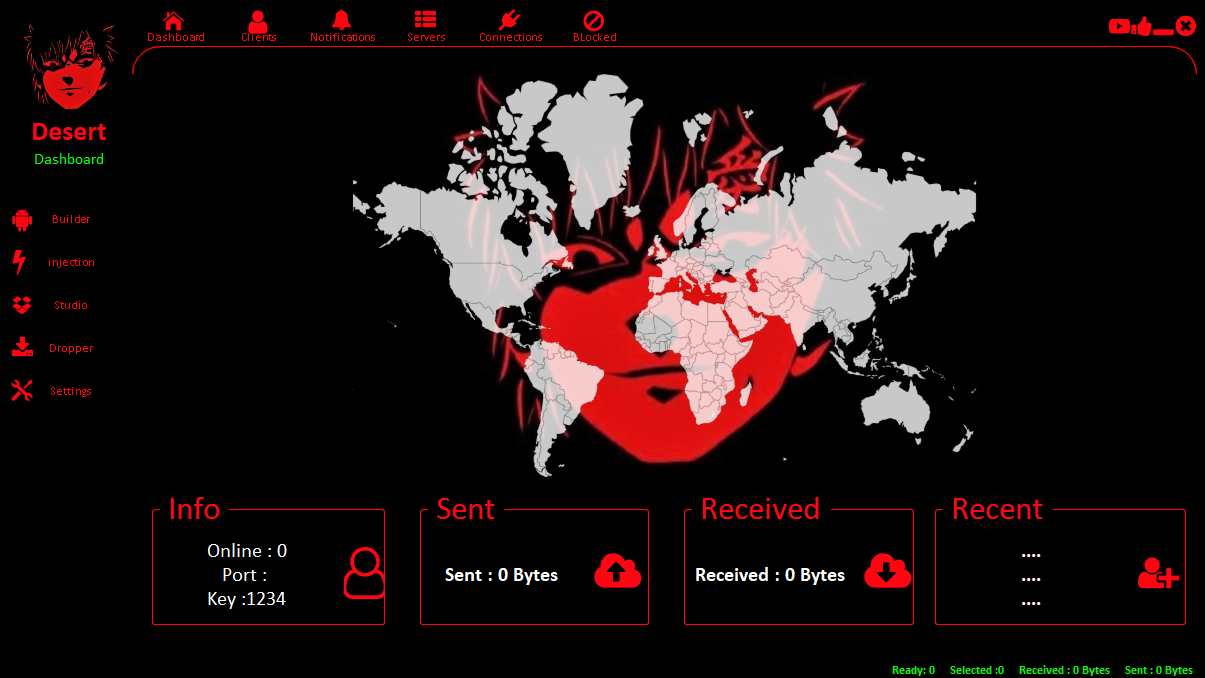 Dashboard
Clients
Notifications
Servers
Connections
BLocked
Desert
Dashboard
Builder
injection
Studio
Dropper
Settings
愛
Info
Online : 0
Port :
Key :1234
Sent
Sent : 0 Bytes
Received
Received : 0 Bytes
Recent
....
....
....
Ready: 0 Selected :0 Received : 0 Bytes Sent : 0 Bytes